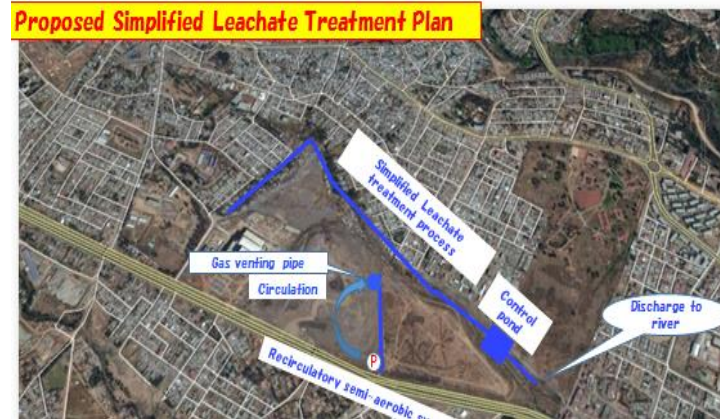 Proposed Simplified Leachate Treatment Plan
Simplified Leachate
treatment process
Gas venting pipe
Circulation
Control
pond
Discharge to
river
P
Recirculatory semi-aerobic